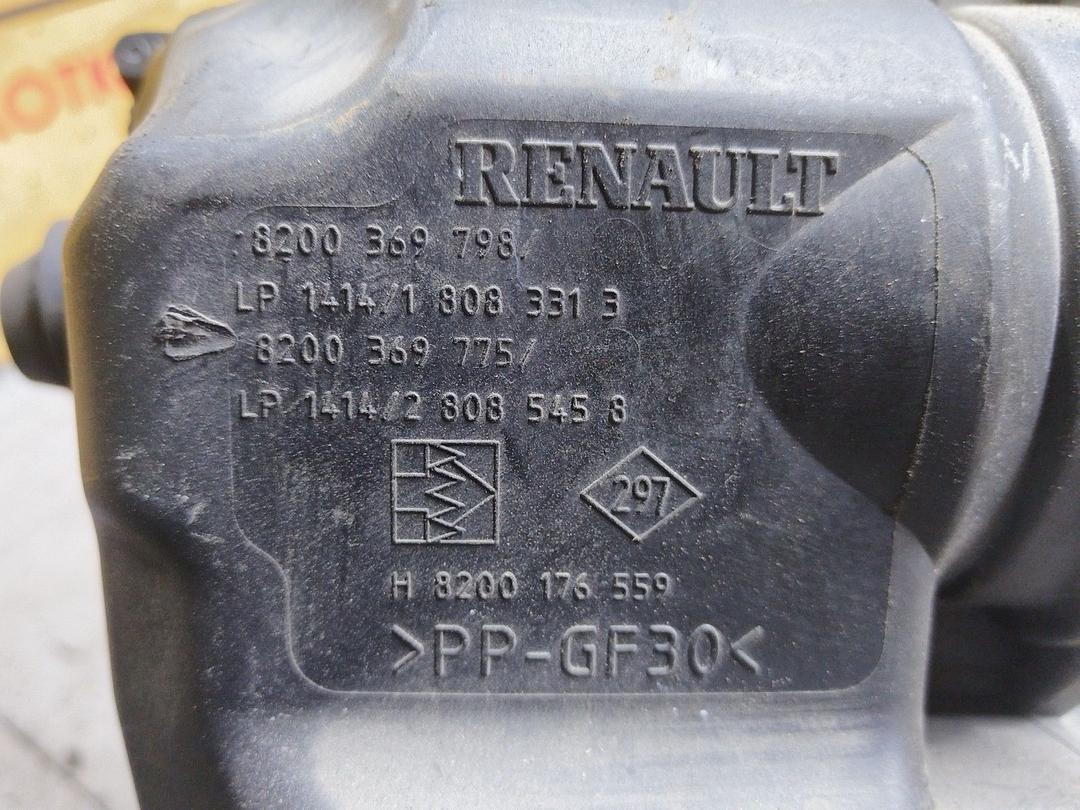 RENAULT
:8200 369 798/
LP 1414/1 808 331 3
8200 369 775/
LP 1414/2 808 545 8
297
H 8200 176 559
>PP-GF30<